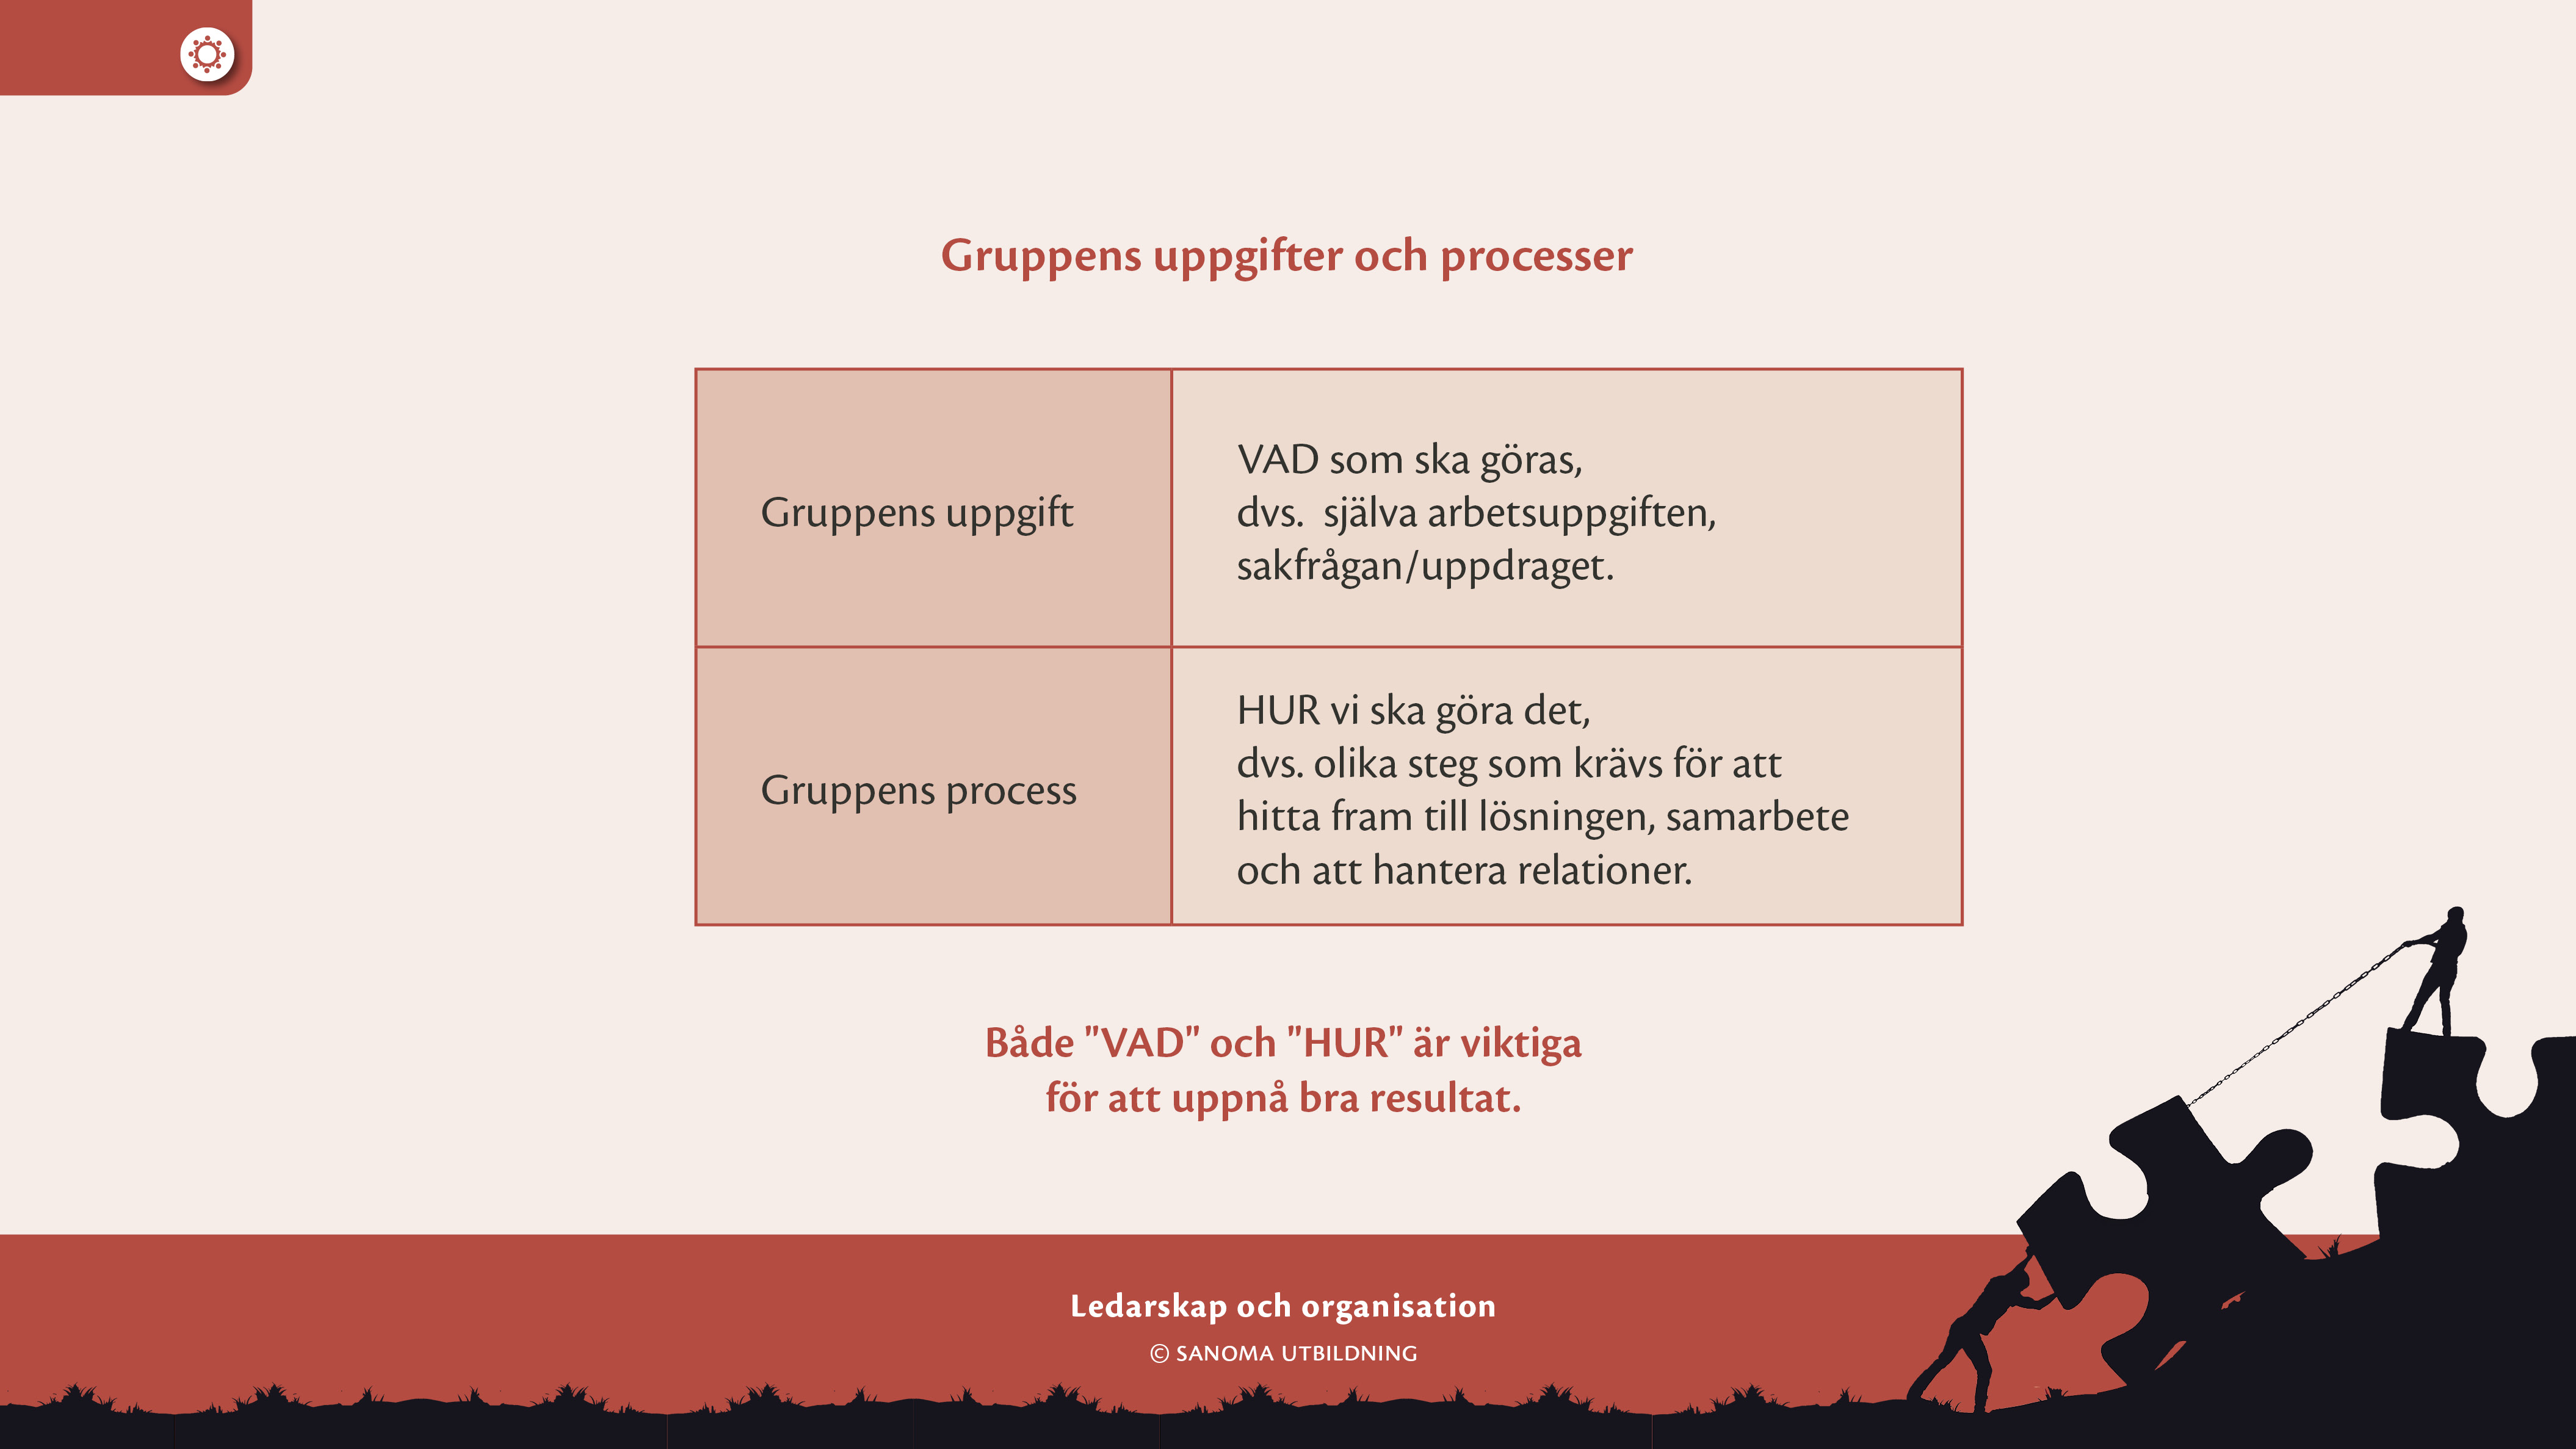 Gruppens uppgifter och processer
Gruppens uppgift
VAD som ska göras,
dvs.  själva arbetsuppgiften,
sakfrågan/uppdraget.
Gruppens process
HUR vi ska göra det,
dvs. olika steg som krävs för att
hitta fram till lösningen, samarbete
och att hantera relationer.
Både "VAD" och "HUR" är viktiga
för att uppnå bra resultat.
Ledarskap och organisation
© SANOMA UTBILDNING